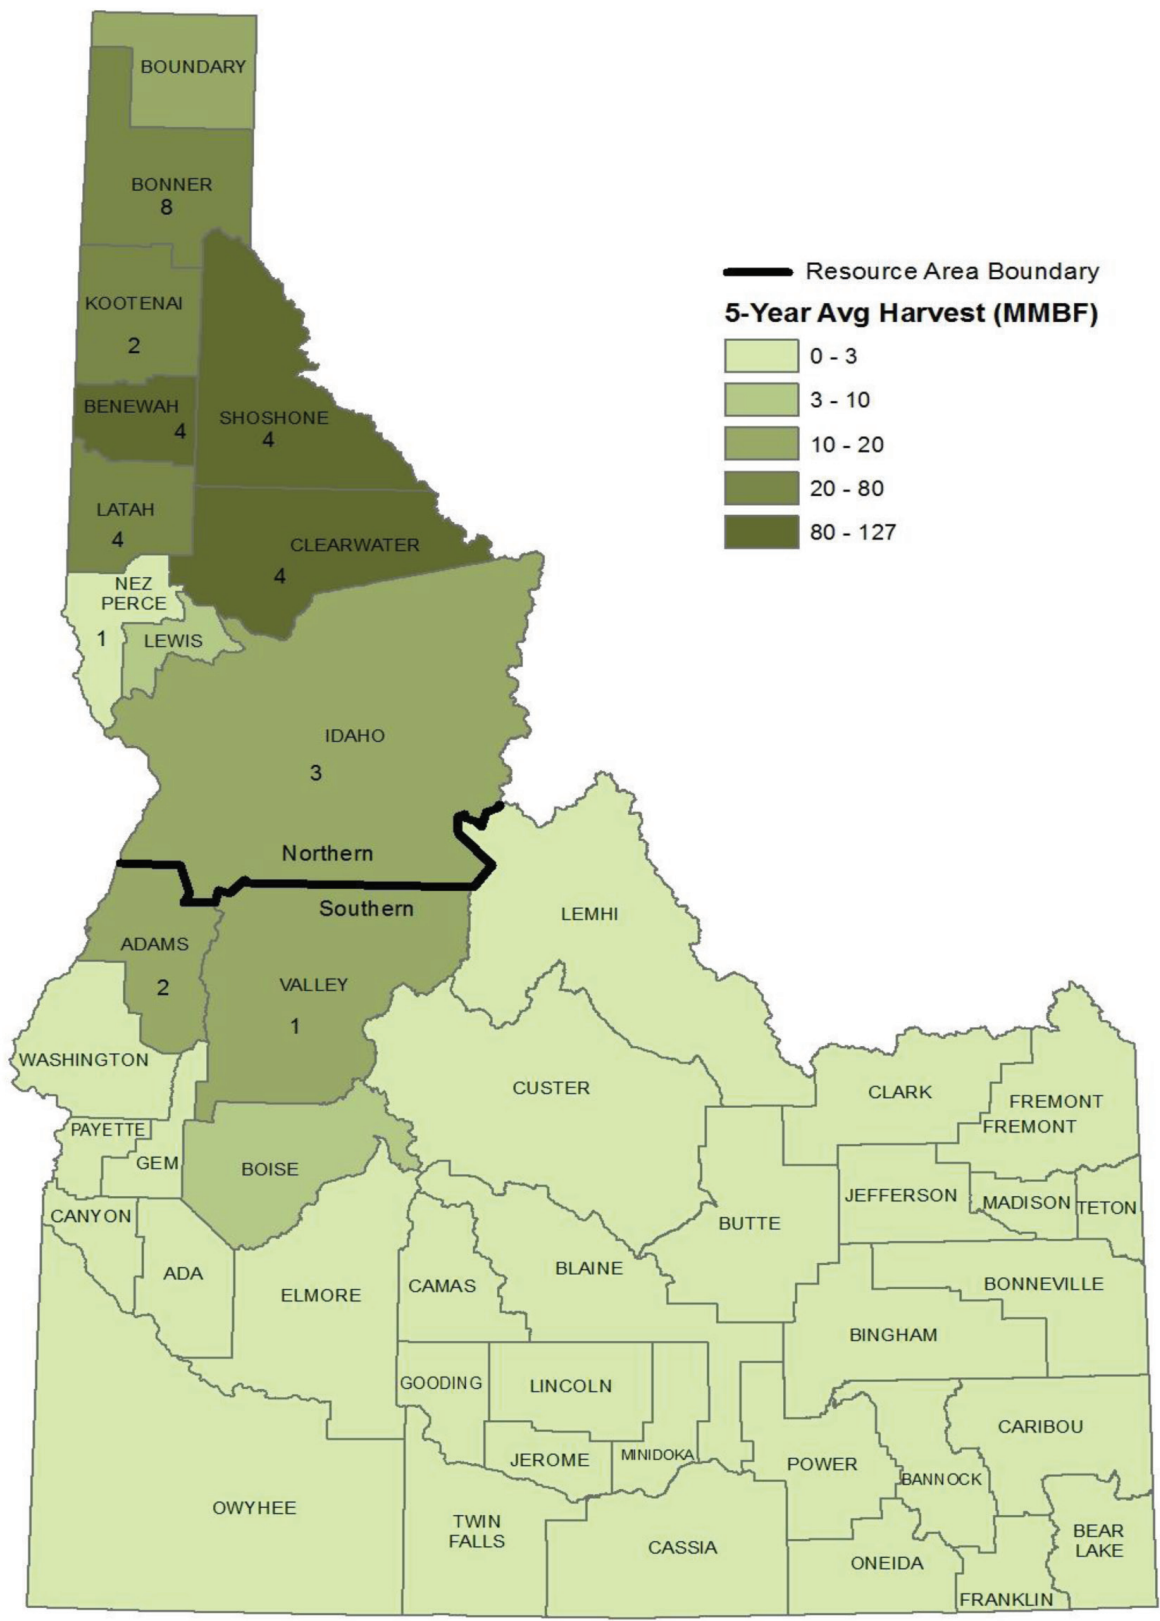 BOUNDARY
BONNER
8
KOOTENAI
2
BENEWAH
4
SHOSHONE
4
LATAH
4
CLEARWATER
4
NEZ
PERCE
1
LEWIS
IDAHO
3
Northern
Southern
Resource Area Boundary
5-Year Avg Harvest (MMBF)
0 - 3
3 - 10
10 - 20
20 - 80
80 - 127
ADAMS
2
VALLEY
1
LEMHI
WASHINGTON
CUSTER
CLARK
FREMONT
FREMONT
PAYETTE
GEM
BOISE
JEFFERSON
MADISON
TETON
CANYON
ADA
ELMORE
CAMAS
BLAINE
BUTTE
BONNEVILLE
BINGHAM
GOODING
LINCOLN
JEROME
MINIDOKA
POWER
BANNOCK
CARIBOU
OWYHEE
TWIN
FALLS
CASSIA
ONEIDA
FRANKLIN
BEAR
LAKE